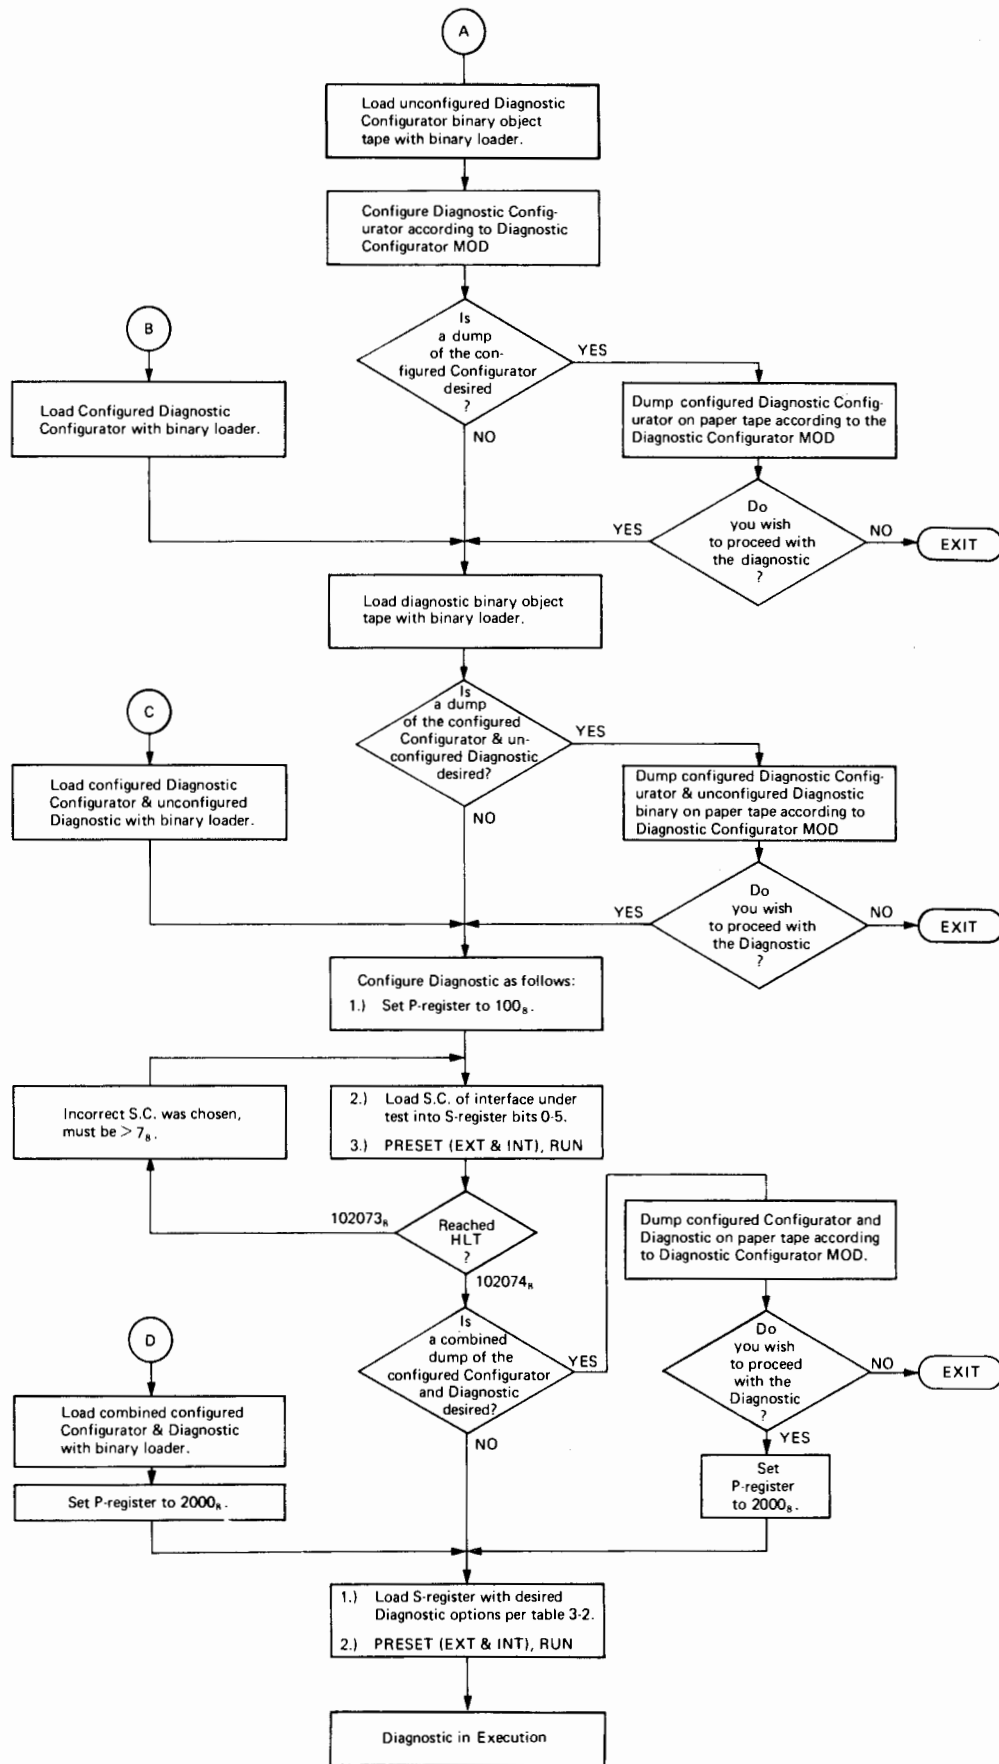 A
Load unconfigured Diagnostic
Configurator binary object
tape with binary loader.
Configure Diagnostic Config-
urator according to Diagnostic
Configurator MOD
B
Load Configured Diagnostic
Configurator with binary loader.
Is
a dump
of the con-
figured Configurator
desired
?
YES
NO
Dump configured Diagnostic Config-
urator on paper tape according to the
Diagnostic Configurator MOD
Do
you wish
to proceed with
the diagnostic
?
YES
NO
EXIT
Load diagnostic binary object
tape with binary loader.
C
Load configured Diagnostic
Configurator & unconfigured
Diagnostic with binary loader.
Is
a dump
of the configured
Configurator & un-
configured Diagnostic
desired?
YES
NO
Dump configured Diagnostic Config-
urator & unconfigured Diagnostic
binary on paper tape according to
Diagnostic Configurator MOD
Do
you wish
to proceed with
the Diagnostic
?
YES
NO
EXIT
Configure Diagnostic as follows:
1.) Set P-register to 100₈.
Incorrect S.C. was chosen,
must be > 7₈.
2.) Load S.C. of interface under
test into S-register bits 0-5.
3.) PRESET (EXT & INT), RUN
102073₈
Reached
HLT
?
102074₈
Is
a combined
dump of the
configured Configurator
and Diagnostic
desired?
YES
NO
Dump configured Configurator and
Diagnostic on paper tape according
to Diagnostic Configurator MOD.
Do
you wish
to proceed
with the
Diagnostic
?
NO
EXIT
YES
Set
P-register
to 2000₈.
D
Load combined configured
Configurator & Diagnostic
with binary loader.
Set P-register to 2000₈.
1.) Load S-register with desired
Diagnostic options per table 3-2.
2.) PRESET (EXT & INT), RUN
Diagnostic in Execution